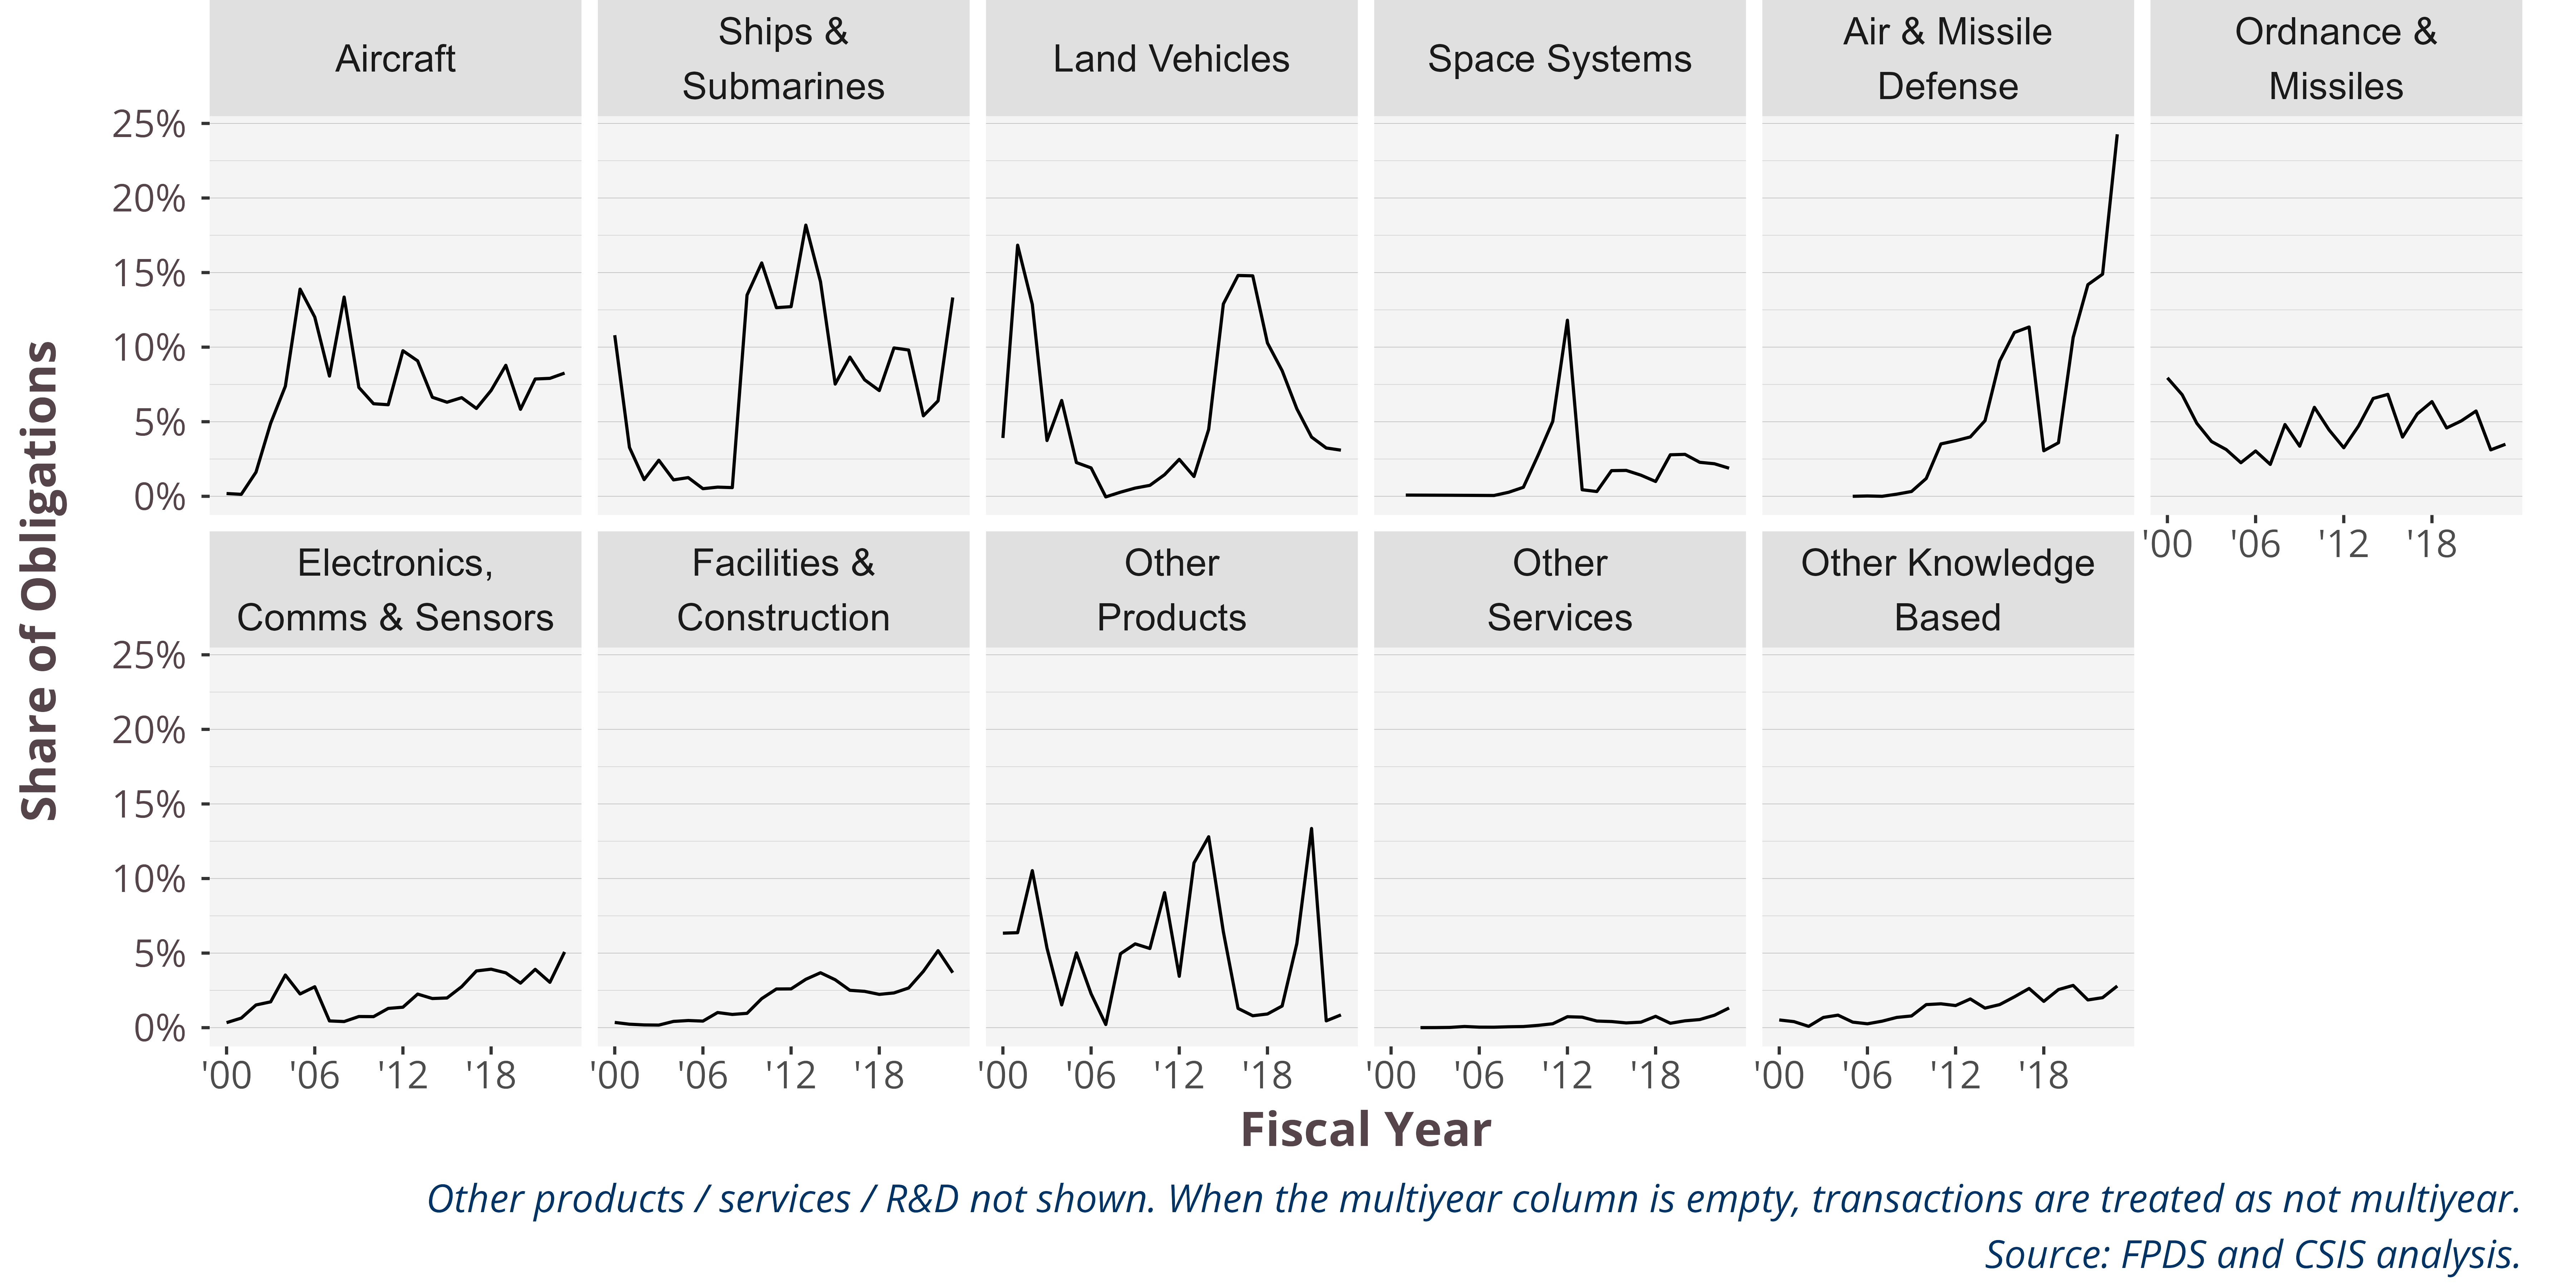 Aircraft
Ships &
Submarines
Land Vehicles
Space Systems
Air & Missile
Defense
Ordnance &
Missiles
25%
20%
15%
10%
5%
0%
'00 '06 '12 '18
Electronics,
Comms & Sensors
Facilities &
Construction
Other
Products
Other
Services
Other Knowledge
Based
25%
20%
15%
10%
5%
0%
'00 '06 '12 '18
'00 '06 '12 '18
'00 '06 '12 '18
'00 '06 '12 '18
'00 '06 '12 '18
Share of Obligations
Fiscal Year
Other products / services / R&D not shown. When the multiyear column is empty, transactions are treated as not multiyear.
Source: FPDS and CSIS analysis.